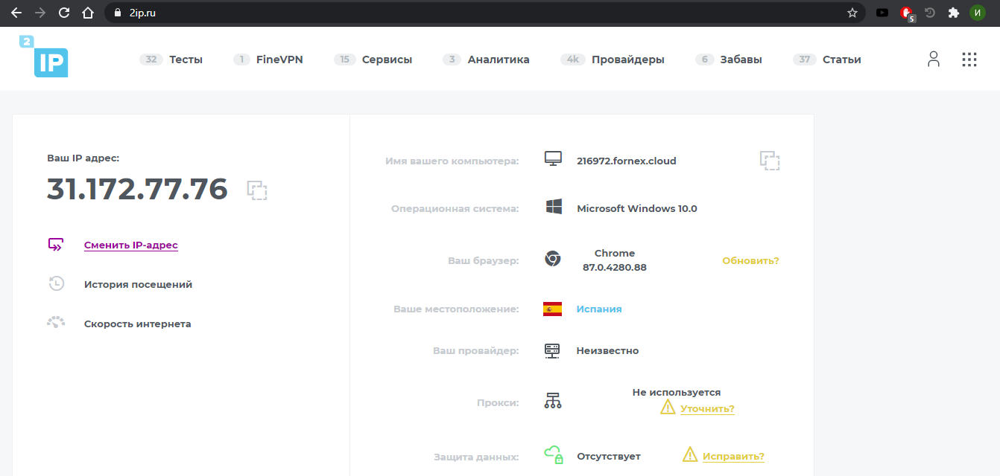 2ip.ru
5
И
2
IP
32 Тесты 1 FineVPN 15 Сервисы 3 Аналитика 4k Провайдеры 6 Забавы 37 Статьи
Ваш IP адрес:
31.172.77.76
Сменить IP-адрес
История посещений
Скорость интернета
Имя вашего компьютера: 216972.fornex.cloud
Операционная система: Microsoft Windows 10.0
Ваш браузер: Chrome
87.0.4280.88
Обновить?
Ваше местоположение: Испания
Ваш провайдер: Неизвестно
Прокси: Не используется
Уточнить?
Защита данных: Отсутствует Исправить?